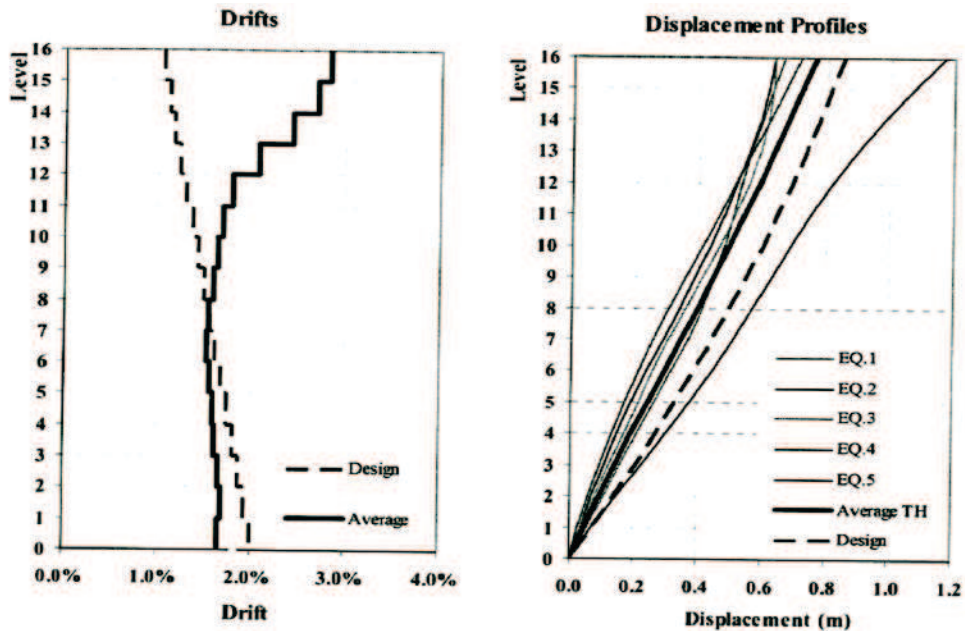 Drifts
Level
16
15
14
13
12
11
10
9
8
7
6
5
4
3
2
1
0
Design
Average
0.0% 1.0% 2.0% 3.0% 4.0%
Drift
Displacement Profiles
Level
16
15
14
13
12
11
10
9
8
7
6
5
4
3
2
1
0
EQ.1
EQ.2
EQ.3
EQ.4
EQ.5
Average TH
Design
0.0 0.2 0.4 0.6 0.8 1.0 1.2
Displacement (m)